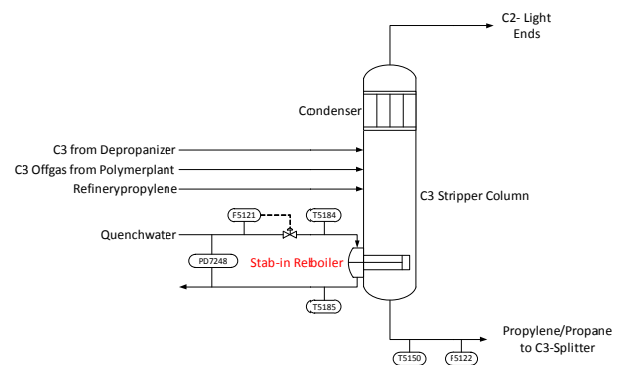 C2- Light
Ends
Condenser
C3 from Depropanizer
C3 Offgas from Polymerplant
Refinerypropylene
C3 Stripper Column
F5121
T5184
Quenchwater
PD7248
Stab-in Reboiler
T5185
Propylene/Propane
to C3-Splitter
T5150
F5122